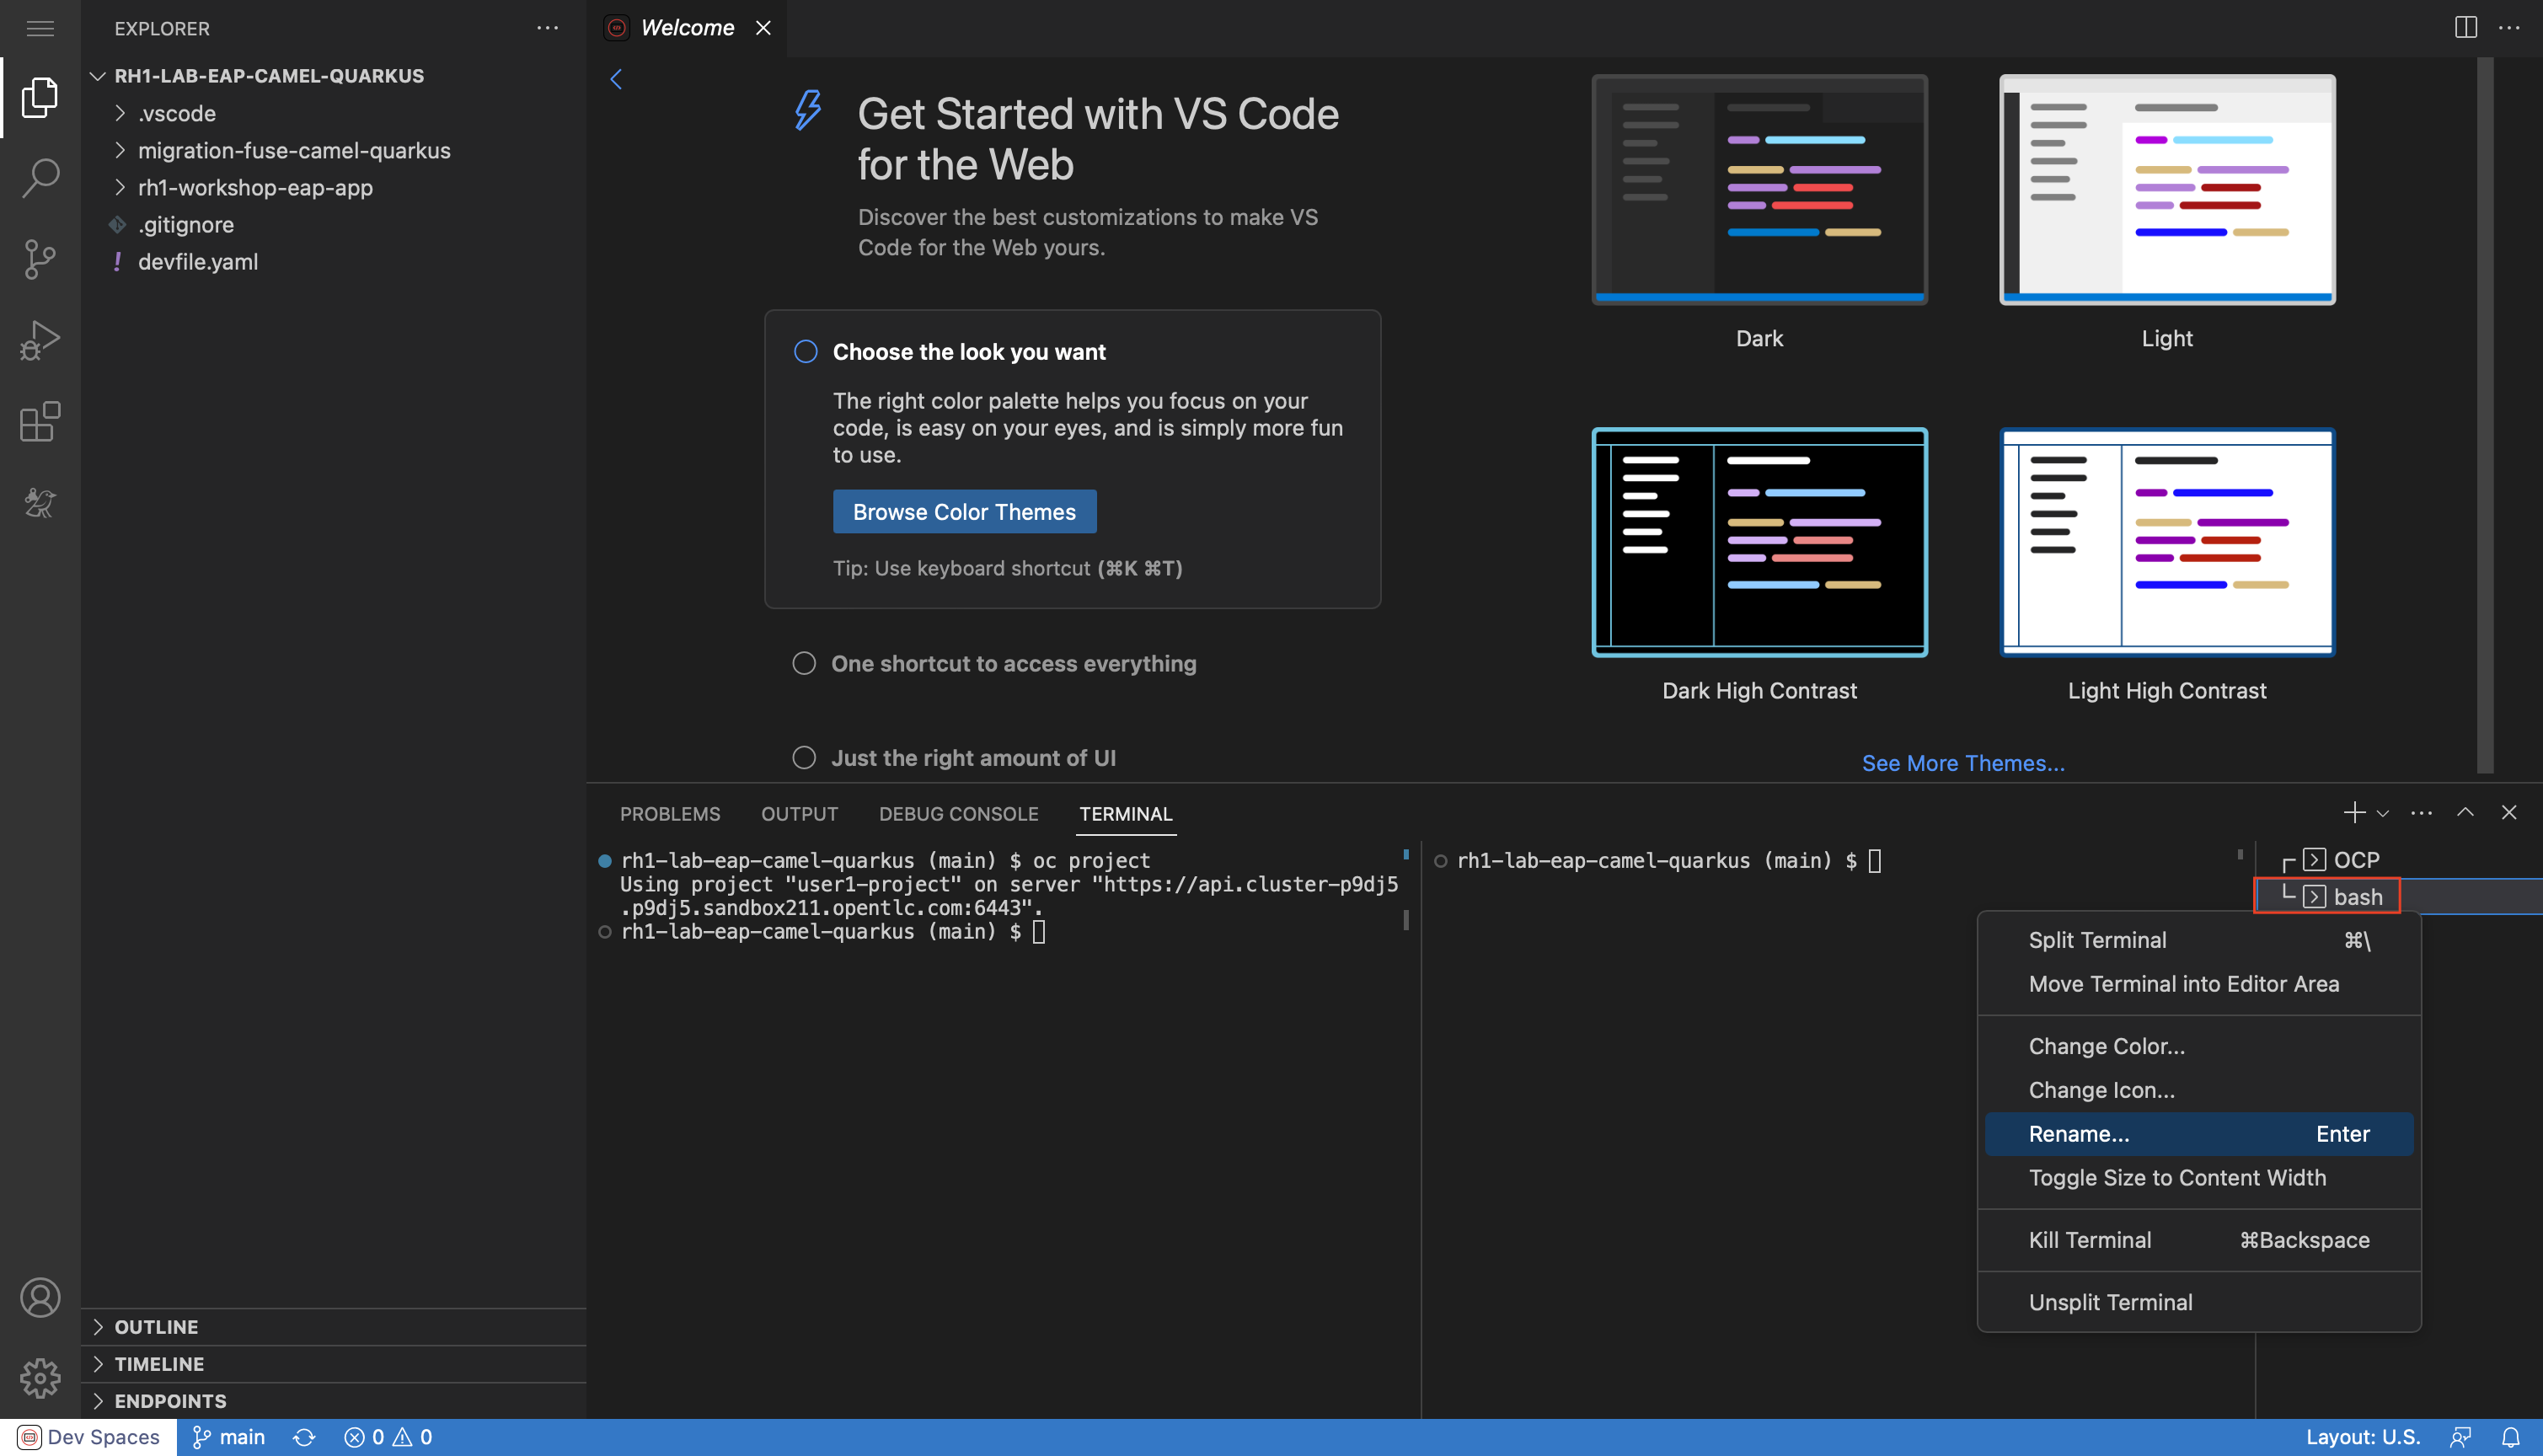 EXPLORER
RH1-LAB-EAP-CAMEL-QUARKUS
.vscode
migration-fuse-camel-quarkus
rh1-workshop-eap-app
.gitignore
! devfile.yaml
OUTLINE
TIMELINE
ENDPOINTS
Welcome
Get Started with VS Code
for the Web
Discover the best customizations to make VS
Code for the Web yours.
Choose the look you want
The right color palette helps you focus on your
code, is easy on your eyes, and is simply more fun
to use.
Browse Color Themes
Tip: Use keyboard shortcut (⌘K ⌘T)
One shortcut to access everything
Just the right amount of UI
Dark
Light
Dark High Contrast
Light High Contrast
See More Themes...
PROBLEMS
OUTPUT
DEBUG CONSOLE
TERMINAL
rh1-lab-eap-camel-quarkus (main) $ oc project
Using project "user1-project" on server "https://api.cluster-p9dj5
.p9dj5.sandbox211.opentlc.com:6443".
rh1-lab-eap-camel-quarkus (main) $
rh1-lab-eap-camel-quarkus (main) $
OCP
bash
Split Terminal ⌘\
Move Terminal into Editor Area
Change Color...
Change Icon...
Rename... Enter
Toggle Size to Content Width
Kill Terminal ⌘Backspace
Unsplit Terminal
Dev Spaces
main
0
0
Layout: U.S.